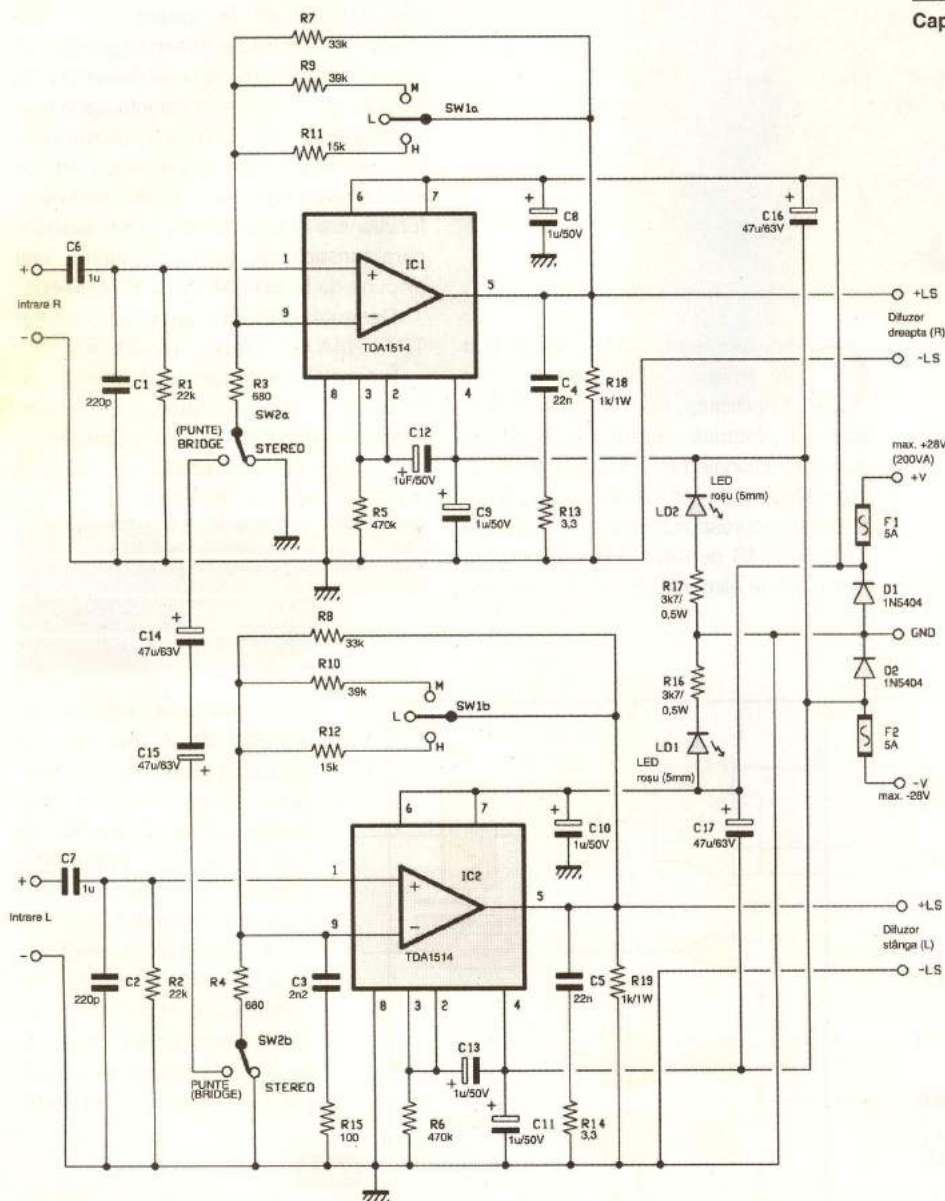 Cap
R7
33k
R9
39k
M
SW1a
L
R11
15k
H
6
7
C8
1u/50V
C16
47u/63V
C6
1u
+
Intrare R
-
1
+
IC1
5
9
TDA1514
+LS
Difuzor
dreapta (R)
-LS
C1
220p
R1
22k
R3
680
SW2a
(PUNTE)
BRIDGE
STEREO
8
3
2
4
C12
1uF/50V
R5
470k
C9
1u/50V
C4
22n
R18
1k/1W
R13
3,3
LED
roșu (5mm)
LD2
max. +28V
(200VA)
+V
F1
5A
R17
3k7/
0,5W
D1
1N5404
GND
R16
3k7/
0,5W
D2
1N5404
LD1
LED
roșu (5mm)
F2
5A
-V
max. -28V
C14
47u/63V
C15
47u/63V
R8
33k
R10
39k
M
SW1b
L
R12
15k
H
6
7
C10
1u/50V
C17
47u/63V
C7
1u
+
Intrare L
-
1
+
IC2
5
9
-
TDA1514
+LS
Difuzor
stânga (L)
-LS
C2
220p
R2
22k
R4
680
C3
2n2
SW2b
PUNTE
(BRIDGE)
STEREO
R15
100
8
3
2
4
C13
1u/50V
R6
470k
C11
1u/50V
C5
22n
R19
1k/1W
R14
3,3